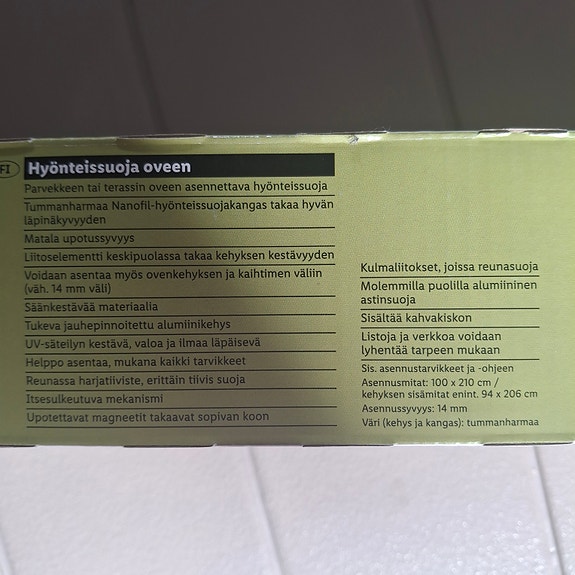 FI
Hyönteissuoja oveen
Parvekkeen tai terassin oveen asennettava hyönteissuoja
Tummanharmaa Nanofil-hyönteissuojakangas takaa hyvän
läpinäkyvyyden
Matala upotussyvyys
Liitoselementti keskipuolassa takaa kehyksen kestävyyden
Voidaan asentaa myös ovenkehyksen ja kaihtimen väliin
(väh. 14 mm väli)
Säänkestävää materiaalia
Tukeva jauhepinnoitettu alumiinikehys
UV-säteilyn kestävä, valoa ja ilmaa läpäisevä
Helppo asentaa, mukana kaikki tarvikkeet
Reunassa harjatiiviste, erittäin tiivis suoja
Itsesulkeutuva mekanismi
Upotettavat magneetit takaavat sopivan koon
Kulmaliitokset, joissa reunasuoja
Molemmilla puolilla alumiininen
astinsuoja
Sisältää kahvakiskon
Listoja ja verkkoa voidaan
lyhentää tarpeen mukaan
Sis. asennustarvikkeet ja -ohjeen
Asennusmitat: 100 x 210 cm /
kehyksen sisämitat enint. 94 x 206 cm
Asennussyvyys: 14 mm
Väri (kehys ja kangas): tummanharmaa